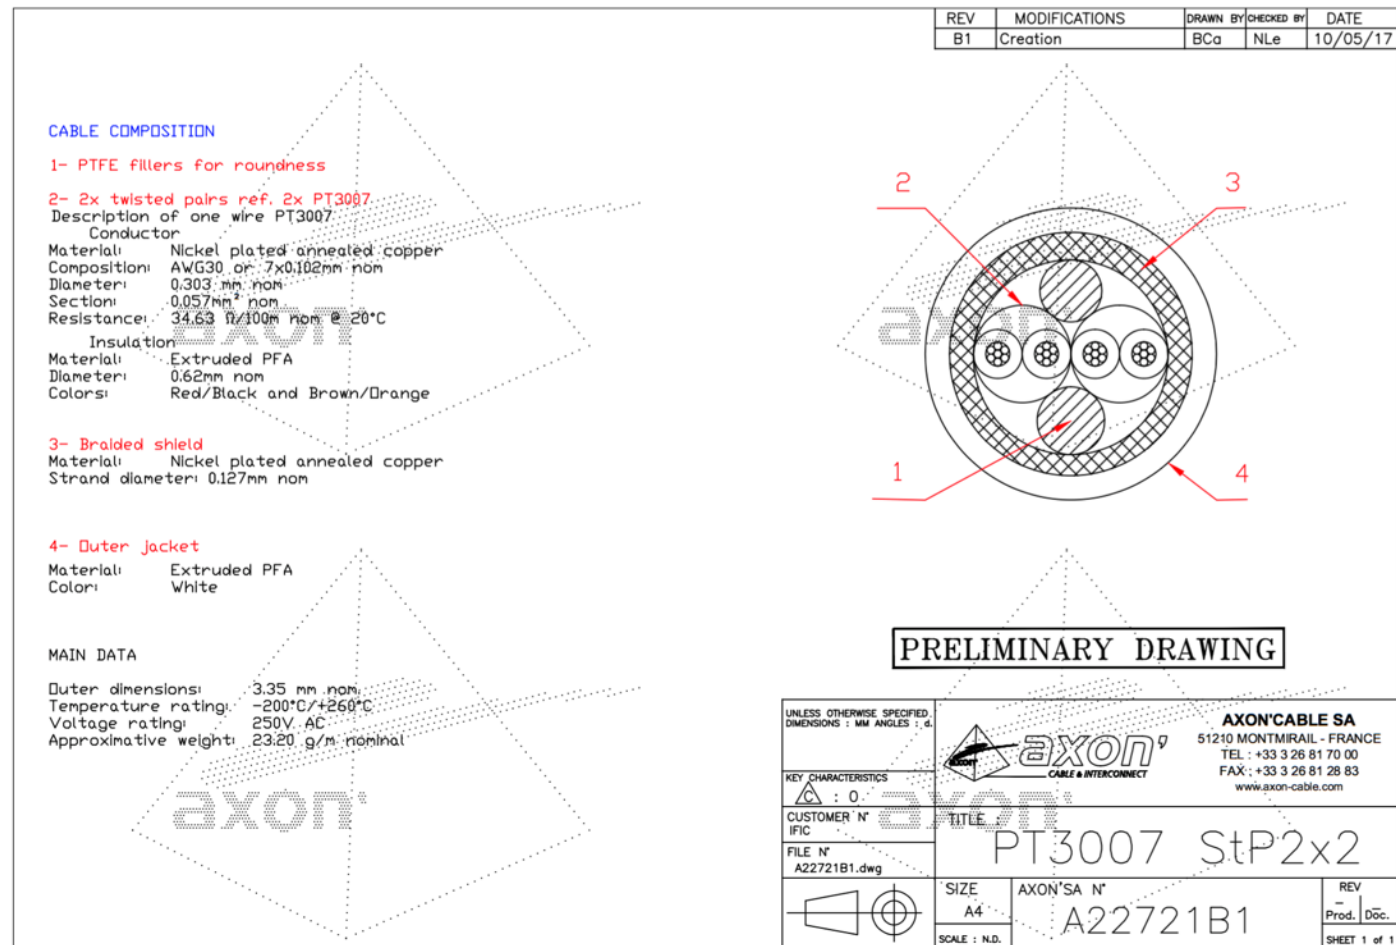 REV MODIFICATIONS DRAWN BY CHECKED BY DATE
B1 Creation BCa NLe 10/05/17
CABLE COMPOSITION
1- PTFE fillers for roundness
2- 2x twisted pairs ref. 2x PT3007
Description of one wire PT3007
Conductor
Material: Nickel plated annealed copper
Composition: AWG30 or 7x0.102mm nom
Diameter: 0.303 mm nom
Section: 0.057mm² nom
Resistance: 34.63 Ω/100m nom @ 20°C
Insulation
Material: Extruded PFA
Diameter: 0.62mm nom
Colors: Red/Black and Brown/Orange
3- Braided shield
Material: Nickel plated annealed copper
Strand diameter: 0.127mm nom
4- Outer jacket
Material: Extruded PFA
Color: White
MAIN DATA
Outer dimensions: 3.35 mm nom
Temperature rating: -200°C/+260°C
Voltage rating: 250V AC
Approximative weight: 23.20 g/m nominal
axon'
axon'
2
3
1
4
axon'
PRELIMINARY DRAWING
UNLESS OTHERWISE SPECIFIED
DIMENSIONS : MM ANGLES : d.
axon'
axon'
CABLE & INTERCONNECT
AXON'CABLE SA
51210 MONTMIRAIL - FRANCE
TEL : +33 3 26 81 70 00
FAX : +33 3 26 81 28 83
www.axon-cable.com
KEY CHARACTERISTICS
C : 0
axon'
CUSTOMER N°
IFIC
TITLE :
PT3007 StP2x2
FILE N°
A22721B1.dwg
SIZE
A4
SCALE : N.D.
AXON'SA N°
A22721B1
REV
- -
Prod. Doc.
SHEET 1 of 1